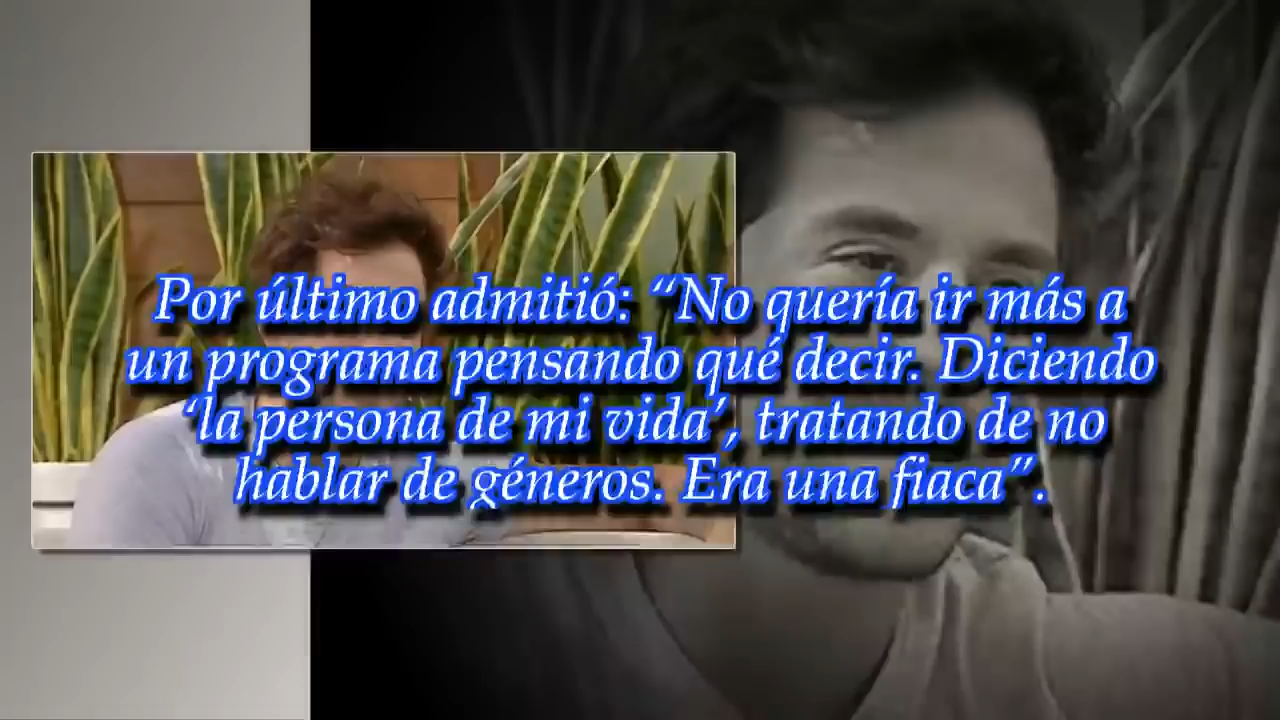 Por último admitió: “No quería ir más a
un programa pensando qué decir. Diciendo
‘la persona de mi vida’, tratando de no
hablar de géneros. Era una fiaca”.